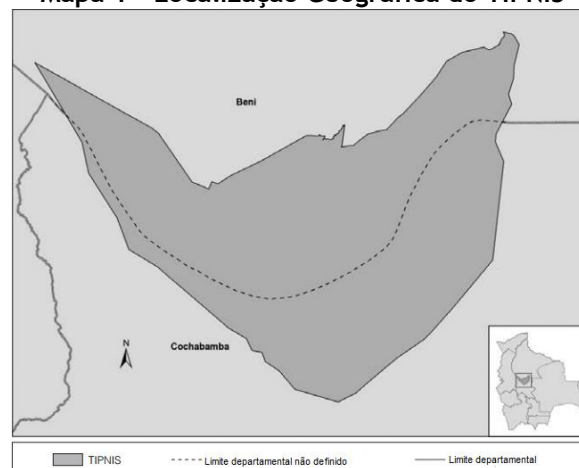 Mapa 1 - Localização Geográfica do TIPNIS
Beni
N
Cochabamba
TIPNIS
Limite departamental não definido
Limite departamental